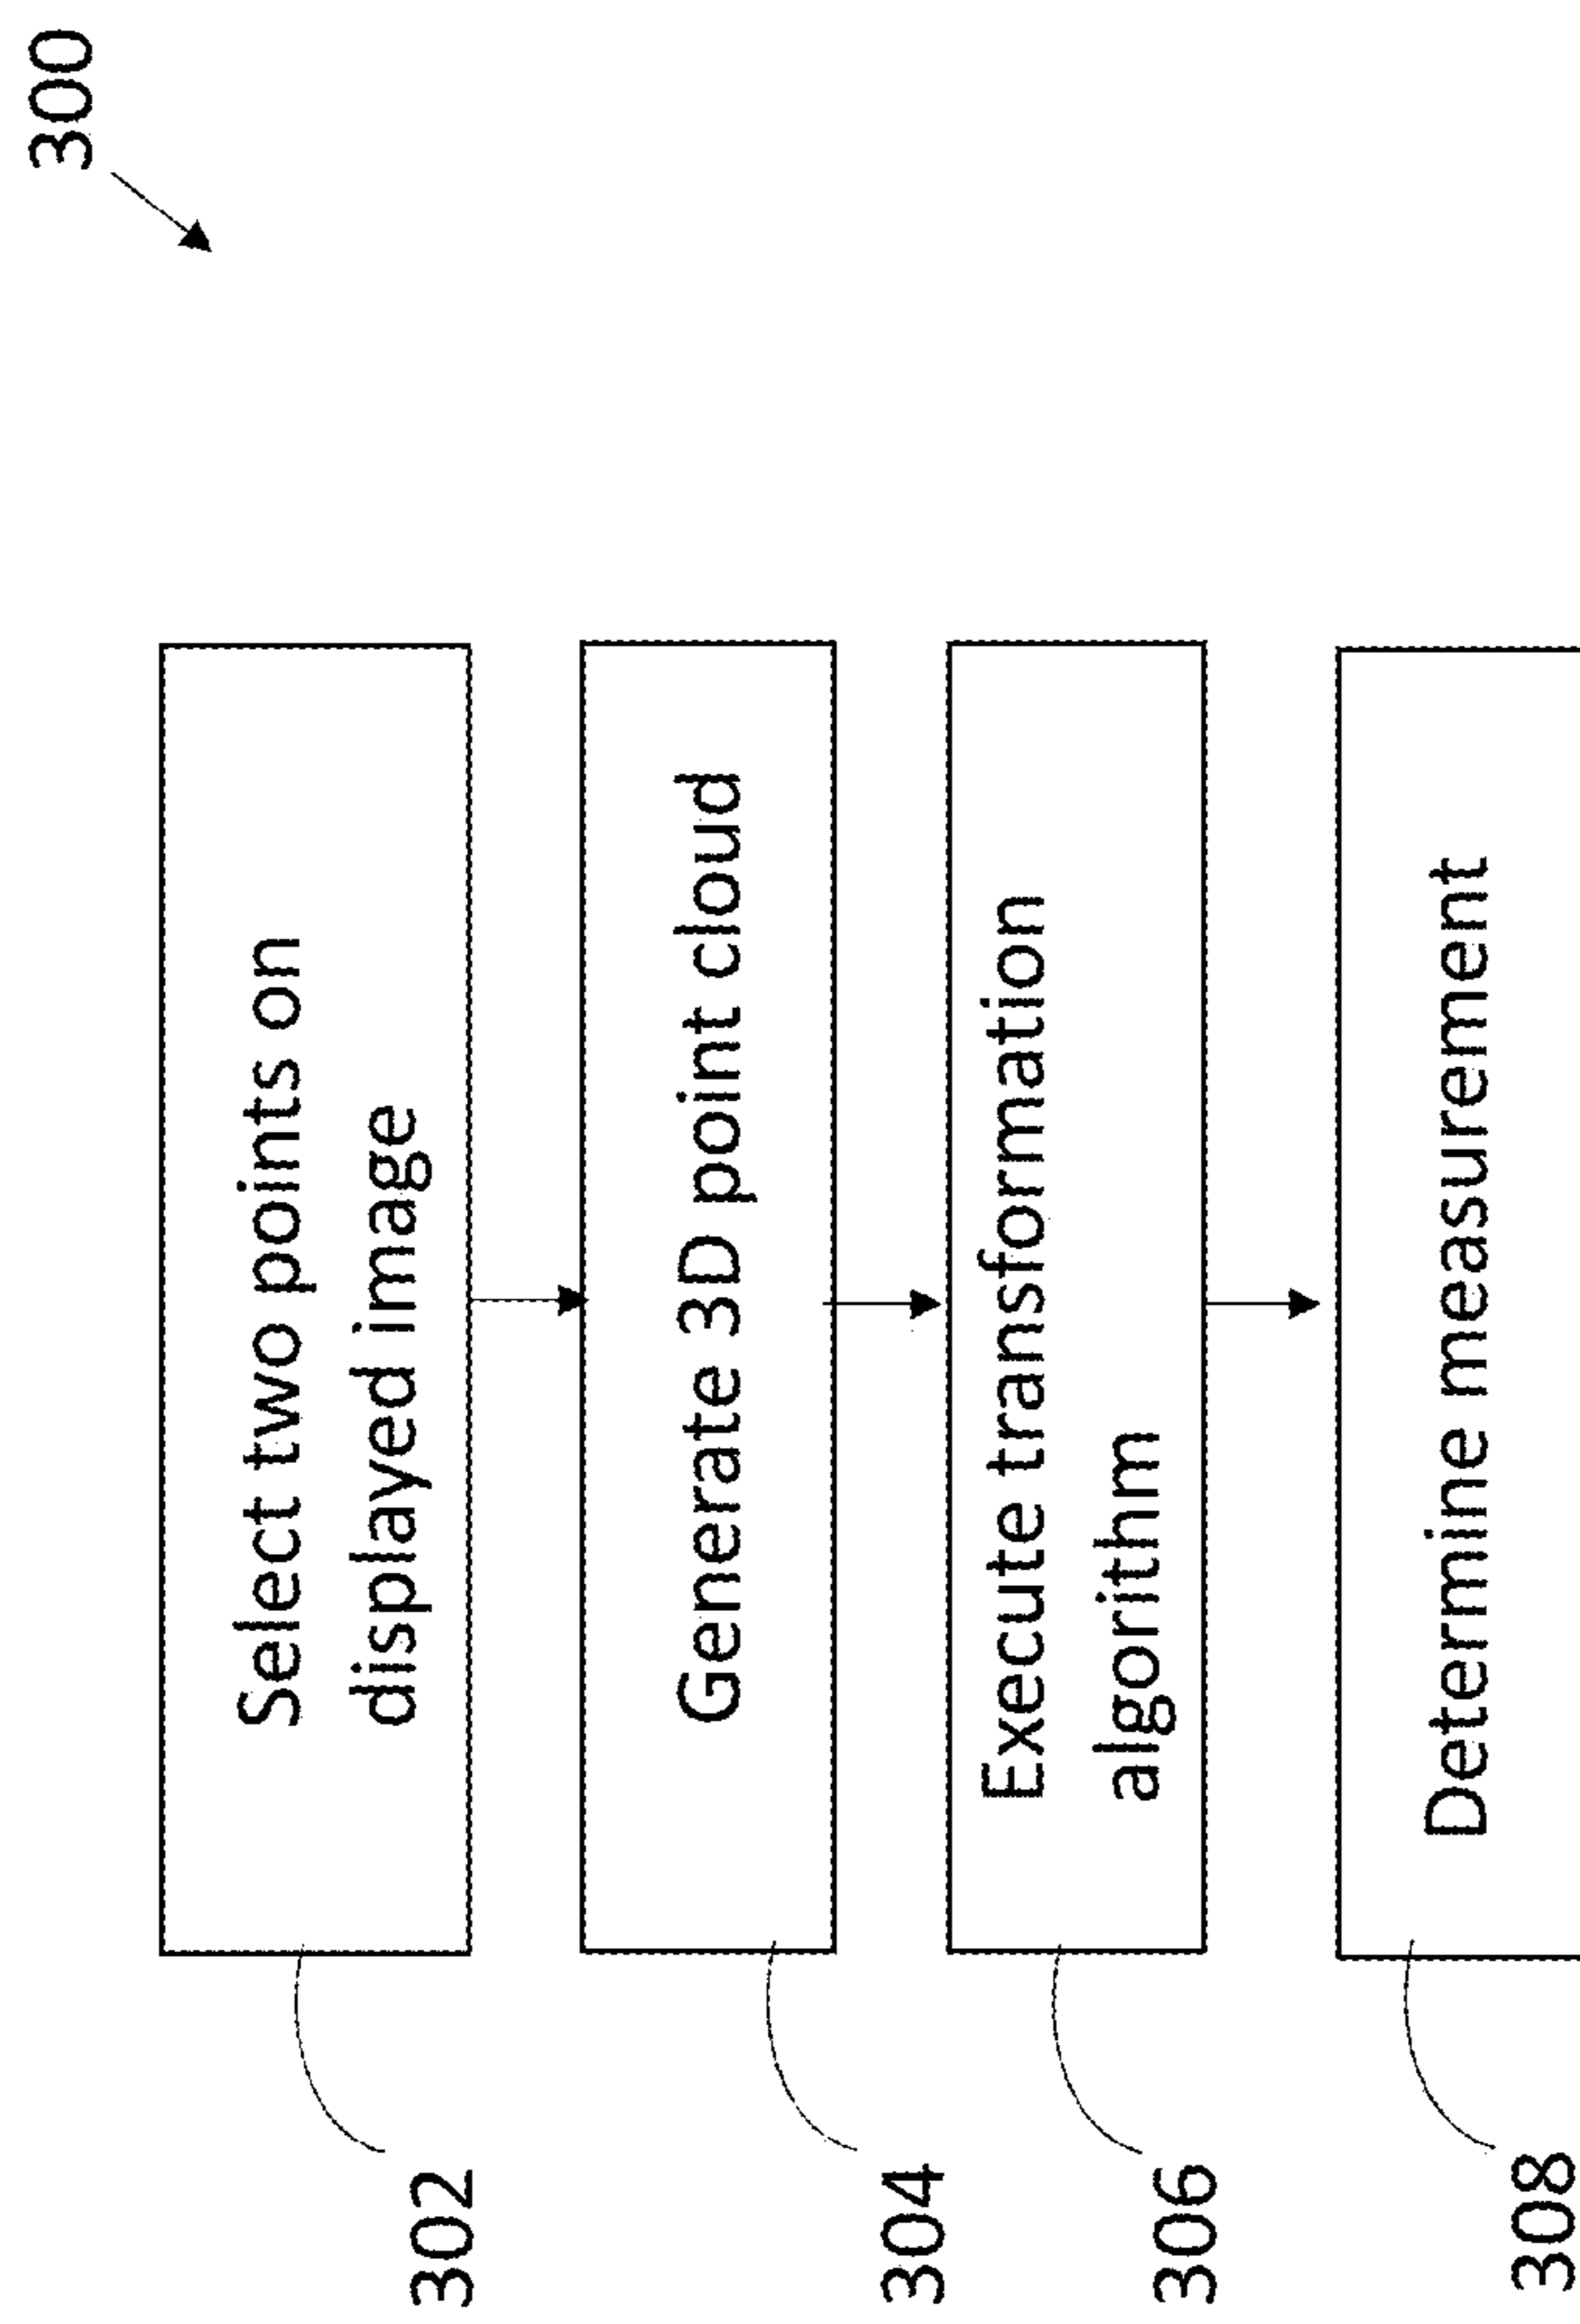 300
302
Select two points on
displayed image
304
Generate 3D point cloud
306
Execute transformation
algorithm
308
Determine measurement